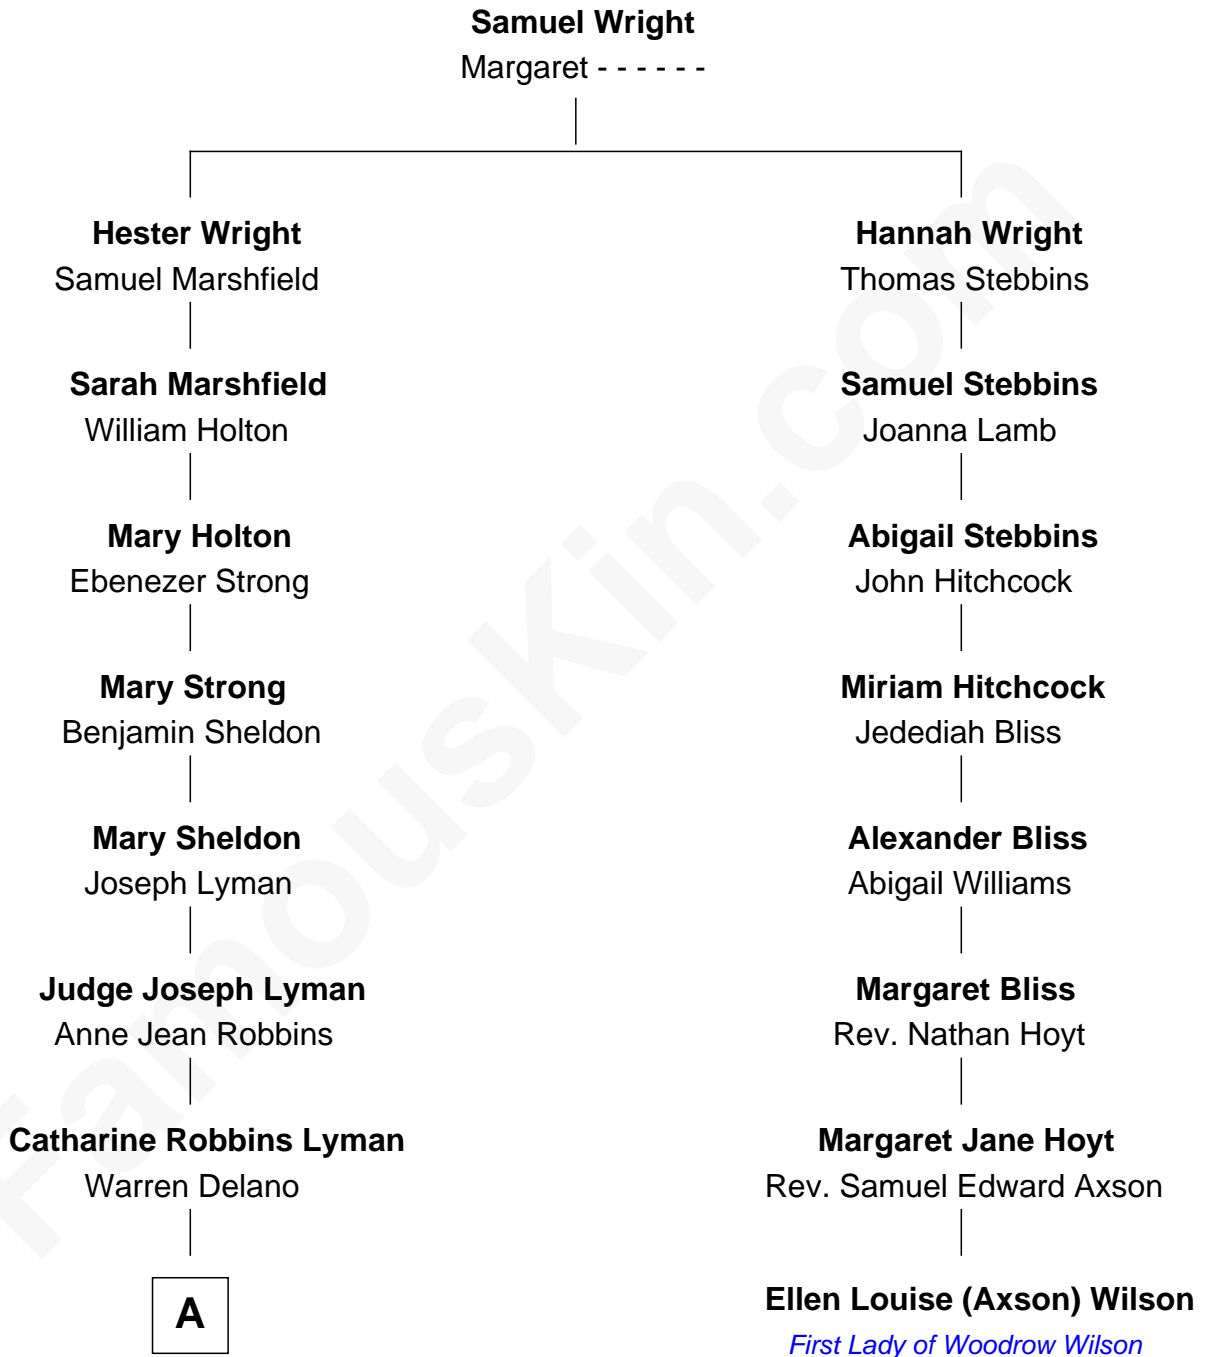 Samuel Wright
Margaret - - - - - -
Hester Wright
Samuel Marshfield
Hannah Wright
Thomas Stebbins
Sarah Marshfield
William Holton
Samuel Stebbins
Joanna Lamb
Mary Holton
Ebenezer Strong
Abigail Stebbins
John Hitchcock
Mary Strong
Benjamin Sheldon
Miriam Hitchcock
Jedediah Bliss
Mary Sheldon
Joseph Lyman
Alexander Bliss
Abigail Williams
Judge Joseph Lyman
Anne Jean Robbins
Margaret Bliss
Rev. Nathan Hoyt
Catharine Robbins Lyman
Warren Delano
Margaret Jane Hoyt
Rev. Samuel Edward Axson
A
Ellen Louise (Axson) Wilson
First Lady of Woodrow Wilson
FamousKin.com